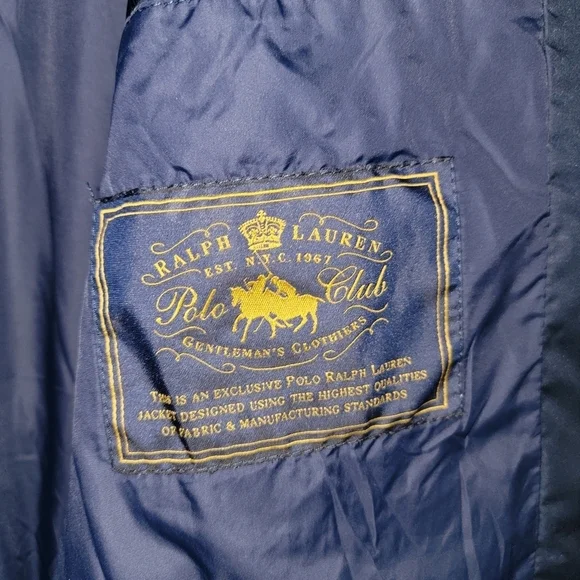 RALPH LAUREN
EST. N.Y.C. 1967
Polo Club
GENTLEMAN'S CLOTHIERS
THIS IS AN EXCLUSIVE POLO RALPH LAUREN
JACKET DESIGNED USING THE HIGHEST QUALITIES
OF FABRIC & MANUFACTURING STANDARDS